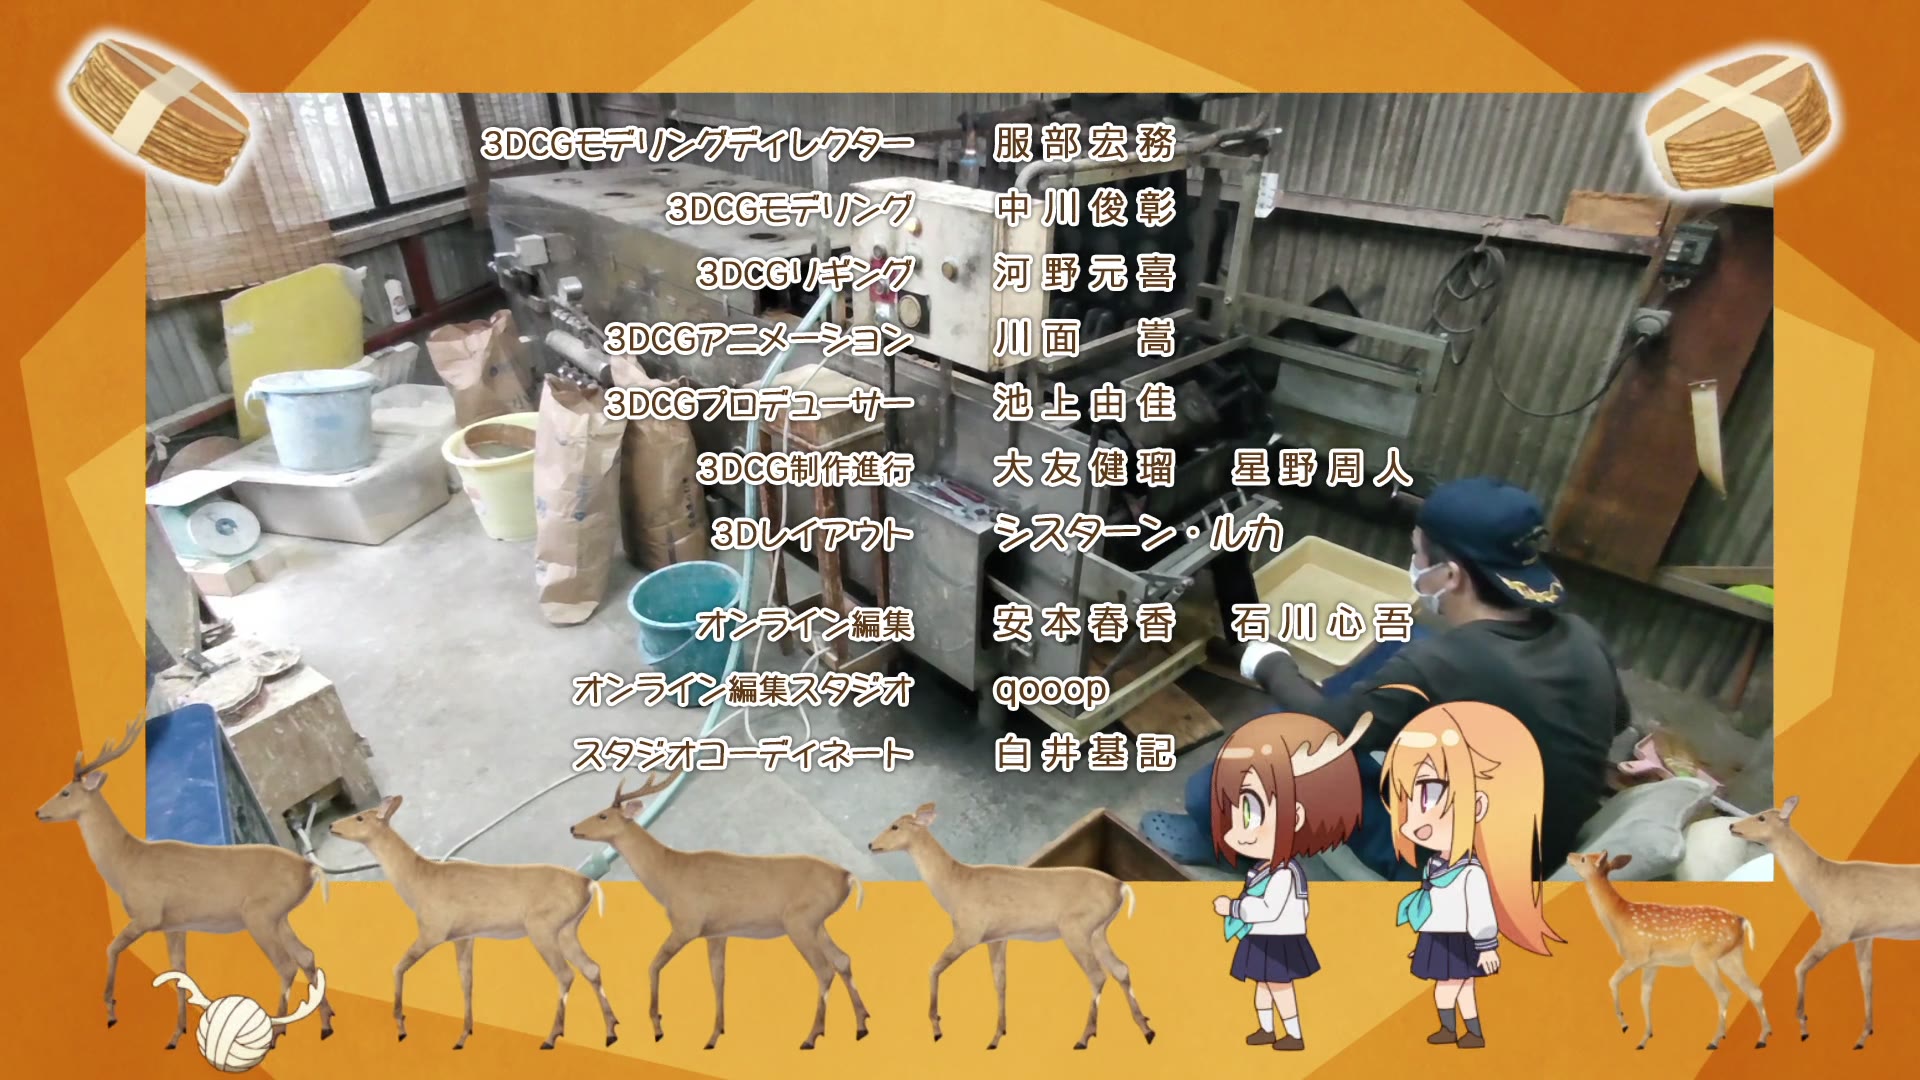 3DCGモデリングディレクター 服部宏務
3DCGモデリング 中川俊彰
3DCGリギング 河野元喜
3DCGアニメーション 川面 嵩
3DCGプロデューサー 池上由佳
3DCG制作進行 大友健瑠 星野周人
3Dレイアウト シスターン・ルカ
オンライン編集 安本春香 石川心吾
オンライン編集スタジオ qooop
スタジオコーディネート 白井基記